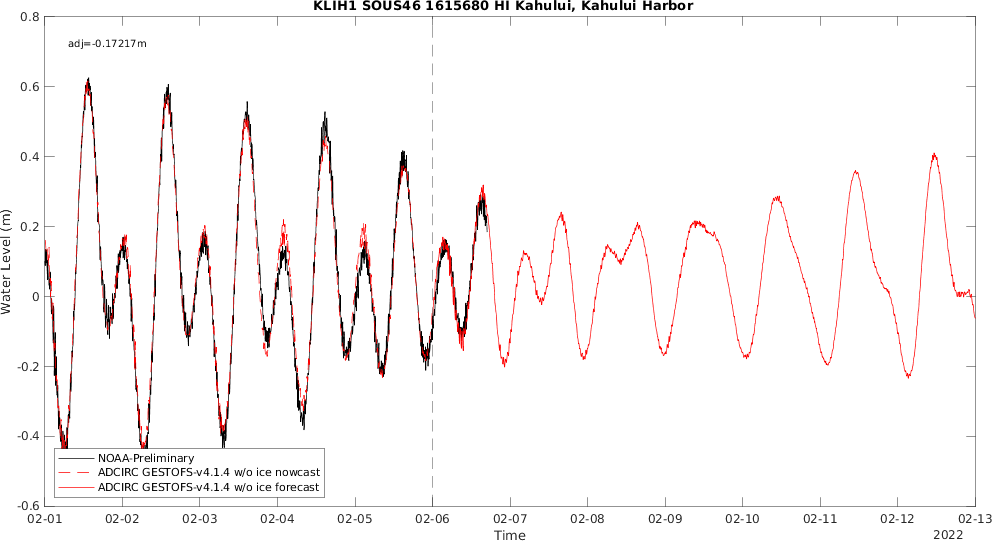 KLIH1 SOUS46 1615680 HI Kahului, Kahului Harbor
adj=-0.17217m
Water Level (m)
0.8
0.6
0.4
0.2
0
-0.2
-0.4
-0.6
NOAA-Preliminary
ADCIRC GESTOFS-v4.1.4 w/o ice nowcast
ADCIRC GESTOFS-v4.1.4 w/o ice forecast
02-01 02-02 02-03 02-04 02-05 02-06 02-07 02-08 02-09 02-10 02-11 02-12 02-13
Time
2022